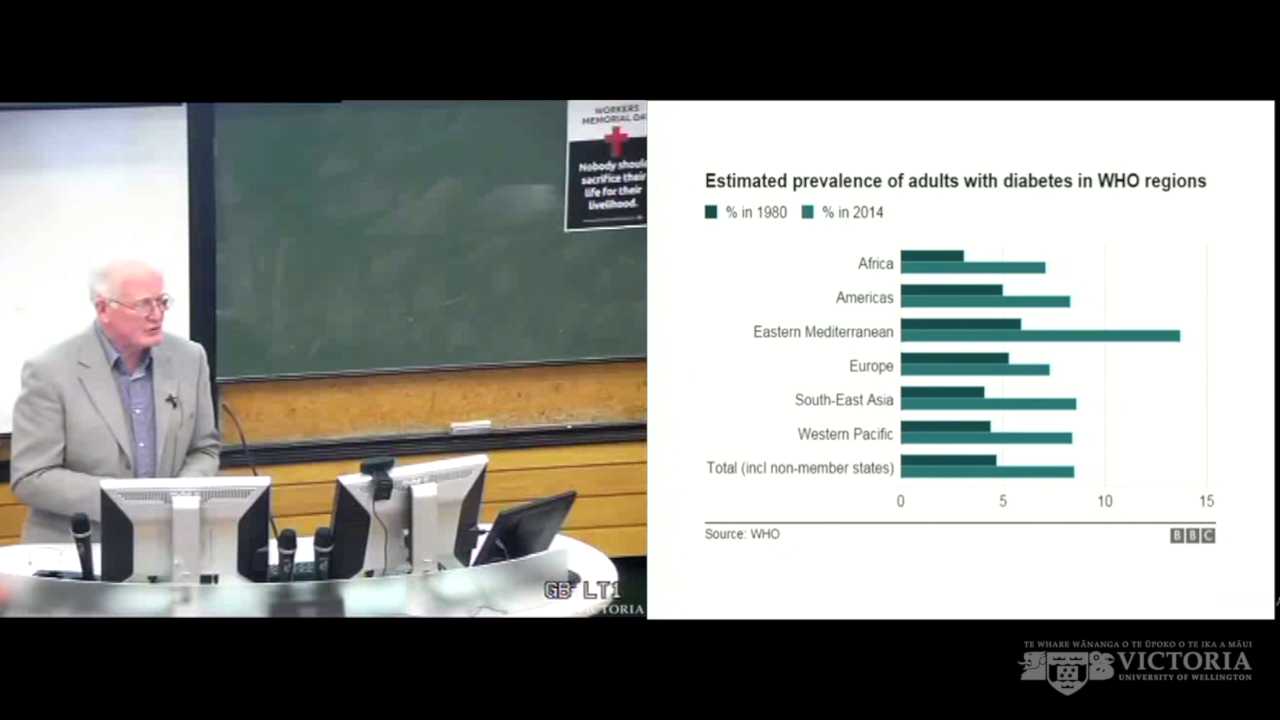 WORKERS
MEMORIAL DA
Nobody shoul
sacrifice their
life for their
livelihood.
GB LT1
VICTORIA
Estimated prevalence of adults with diabetes in WHO regions
% in 1980 % in 2014
Africa
Americas
Eastern Mediterranean
Europe
South-East Asia
Western Pacific
Total (incl non-member states)
0 5 10 15
Source: WHO
BBC
TE WHARE WĀNANGA O TE ŪPOKO O TE IKA A MĀUI
VICTORIA
UNIVERSITY OF WELLINGTON